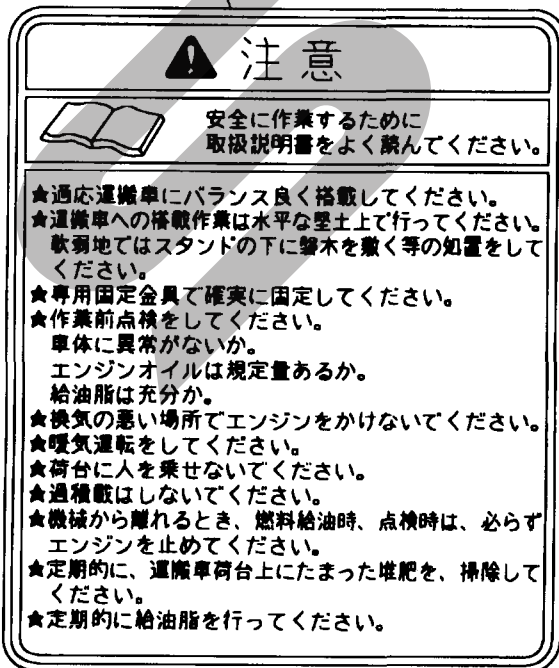 注意
安全に作業するために
取扱説明書をよく読んでください。
★適応運搬車にバランス良く搭載してください。
★運搬車への搭載作業は水平な堅土上で行ってください。
軟弱地ではスタンドの下に盤木を敷く等の処置をして
ください。
★専用固定金具で確実に固定してください。
★作業前点検をしてください。
車体に異常がないか。
エンジンオイルは規定量あるか。
給油脂は充分か。
★換気の悪い場所でエンジンをかけないでください。
★暖気運転をしてください。
★荷台に人を乗せないでください。
★過積載はしないでください。
★機械から離れるとき、燃料給油時、点検時は、必らず
エンジンを止めてください。
★定期的に、運搬車荷台上にたまった堆肥を、掃除して
ください。
★定期的に給油脂を行ってください。